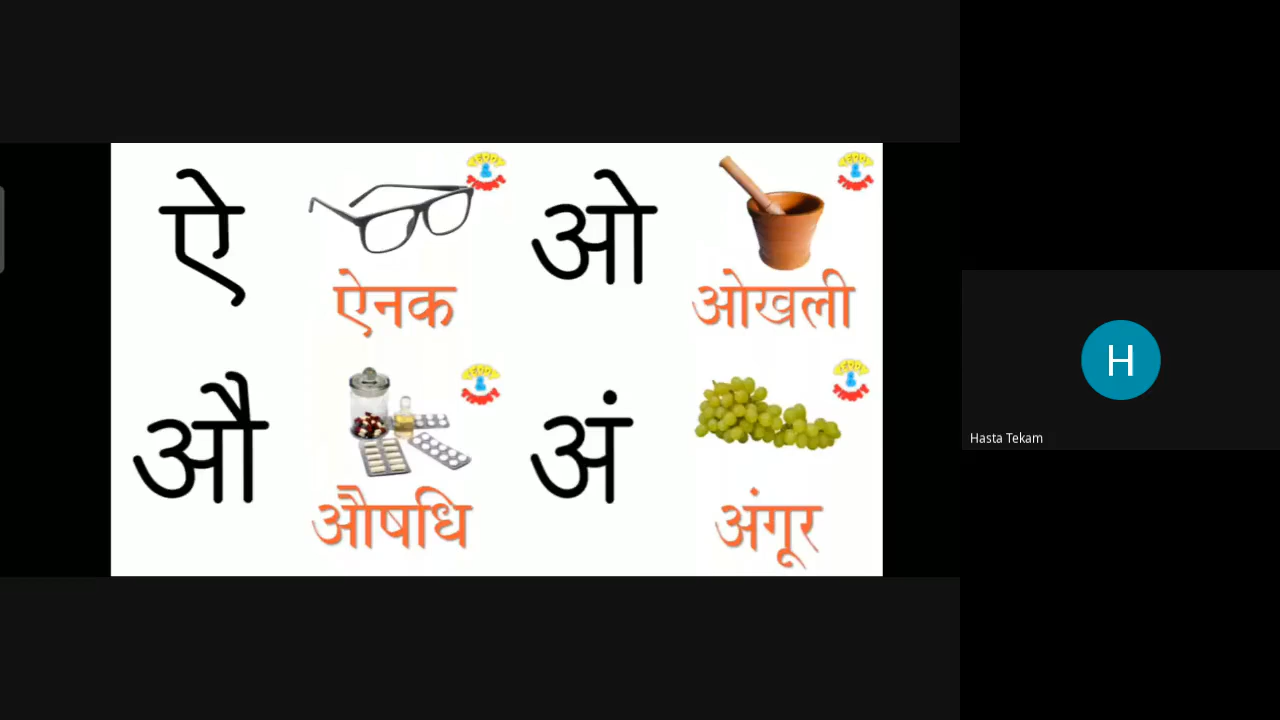 ऐ
ऐनक
ओ
ओखली
औ
औषधि
अं
अंगूर
H
Hasta Tekam